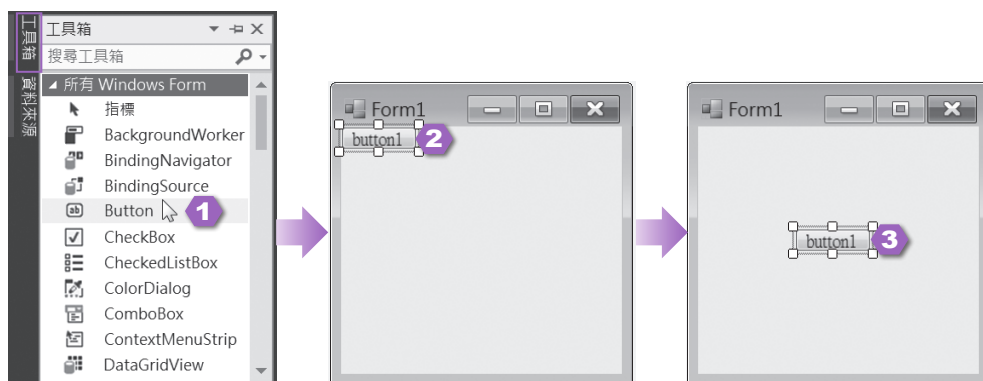 工具箱
資料來源
工具箱
搜尋工具箱
所有 Windows Form
指標
BackgroundWorker
BindingNavigator
BindingSource
Button
1
CheckBox
CheckedListBox
ColorDialog
ComboBox
ContextMenuStrip
DataGridView
Form1
button1
2
Form1
button1
3